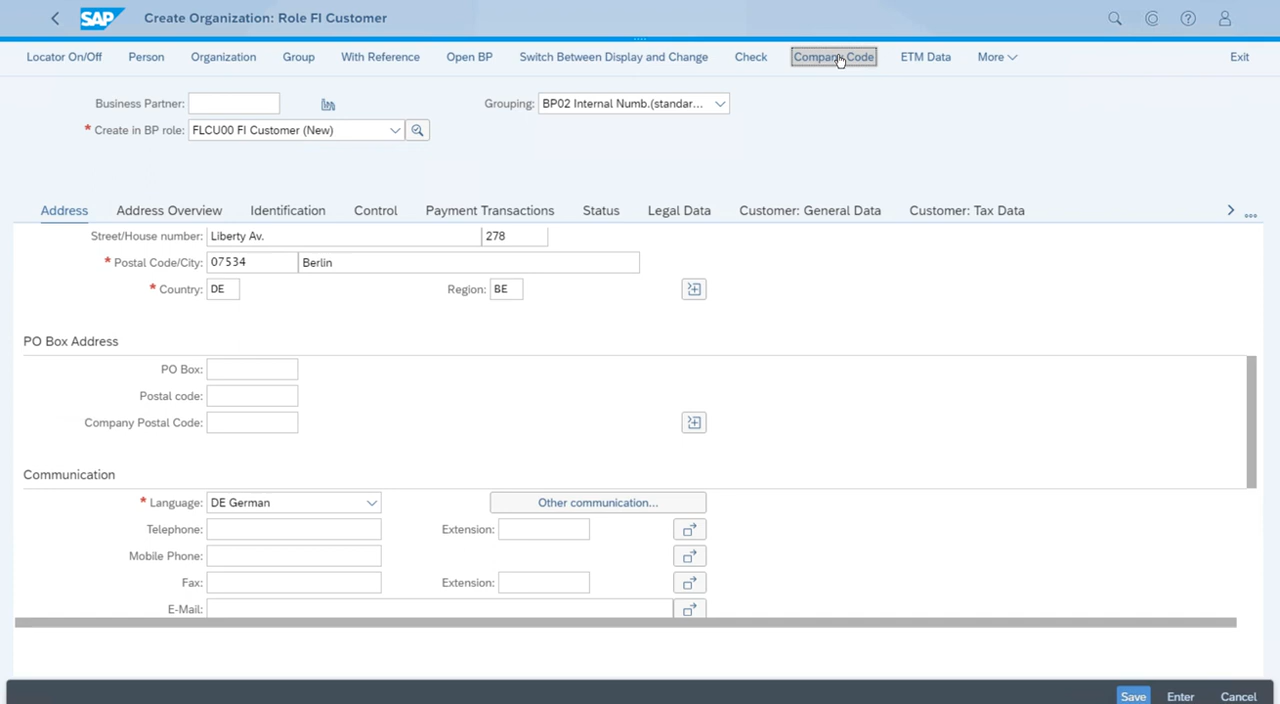 SAP Create Organization: Role FI Customer
Locator On/Off Person Organization Group With Reference Open BP Switch Between Display and Change Check Company Code ETM Data More Exit
Business Partner: Grouping: BP02 Internal Numb.(standar...
* Create in BP role: FLCU00 FI Customer (New)
Address Address Overview Identification Control Payment Transactions Status Legal Data Customer: General Data Customer: Tax Data
Street/House number: Liberty Av. 278
* Postal Code/City: 07534 Berlin
* Country: DE Region: BE
PO Box Address
PO Box:
Postal code:
Company Postal Code:
Communication
* Language: DE German Other communication...
Telephone: Extension:
Mobile Phone:
Fax: Extension:
E-Mail:
Save Enter Cancel